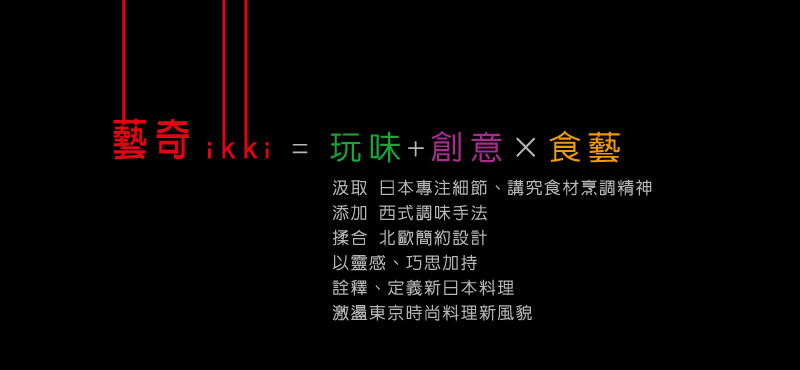 藝奇 ikki = 玩味+創意×食藝
汲取 日本專注細節、講究食材烹調精神
添加 西式調味手法
揉合 北歐簡約設計
以靈感、巧思加持
詮釋、定義新日本料理
激盪東京時尚料理新風貌